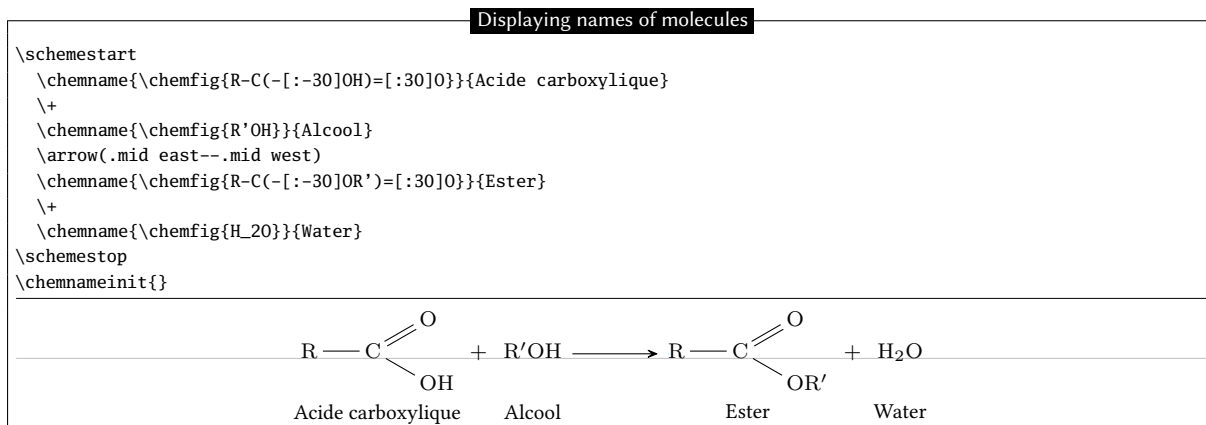 Displaying names of molecules
\schemestart
\chemname{\chemfig{R-C(-[:-30]OH)=[:30]O}}{Acide carboxylique}
\+
\chemname{\chemfig{R’OH}}{Alcool}
\arrow(.mid east--.mid west)
\chemname{\chemfig{R-C(-[:-30]OR’)=[:30]O}}{Ester}
\+
\chemname{\chemfig{H_2O}}{Water}
\schemestop
\chemnameinit{}
O O
R C + R′OH R C + H₂O
OH OR′
Acide carboxylique Alcool Ester Water